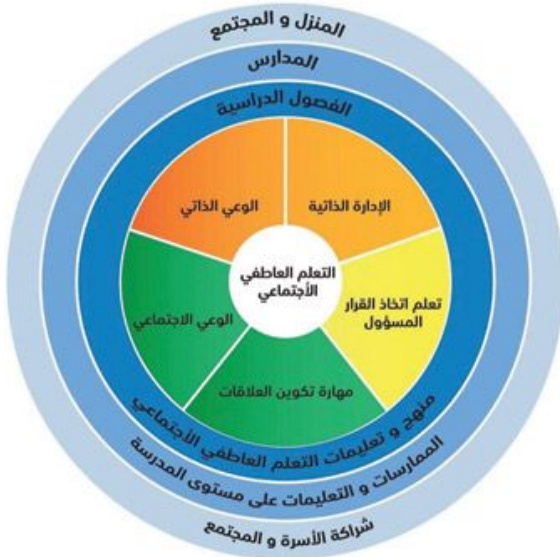 المنزل و المجتمع
المدارس
الفصول الدراسية
الإدارة الذاتية
الوعي الذاتي
التعلم العاطفي
الأجتماعي
تعلم اتخاذ القرار
المسؤول
الوعي الاجتماعي
مهارة تكوين العلاقات
منهج و تعليمات التعلم العاطفي الأجتماعي
الممارسات و التعليمات على مستوى المدرسة
شراكة الأسرة و المجتمع